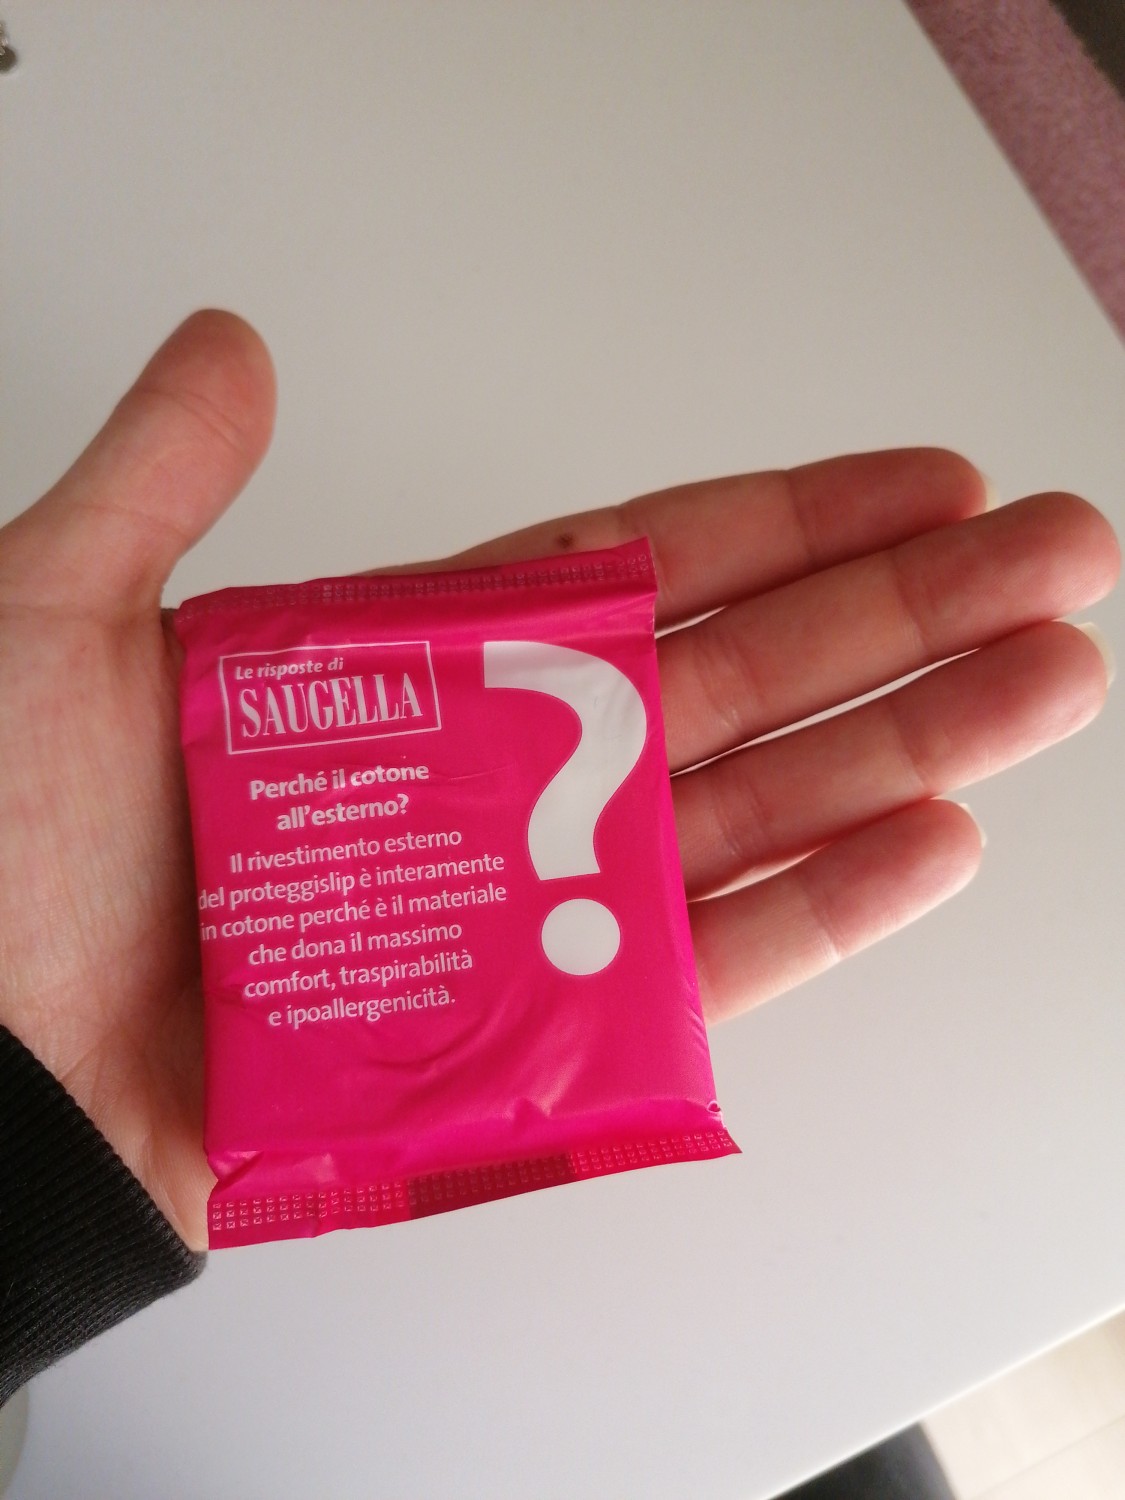 Le risposte di
SAUGELLA
Perché il cotone
all'esterno?
Il rivestimento esterno
del proteggislip è interamente
in cotone perché è il materiale
che dona il massimo
comfort, traspirabilità
e ipoallergenicità.
?